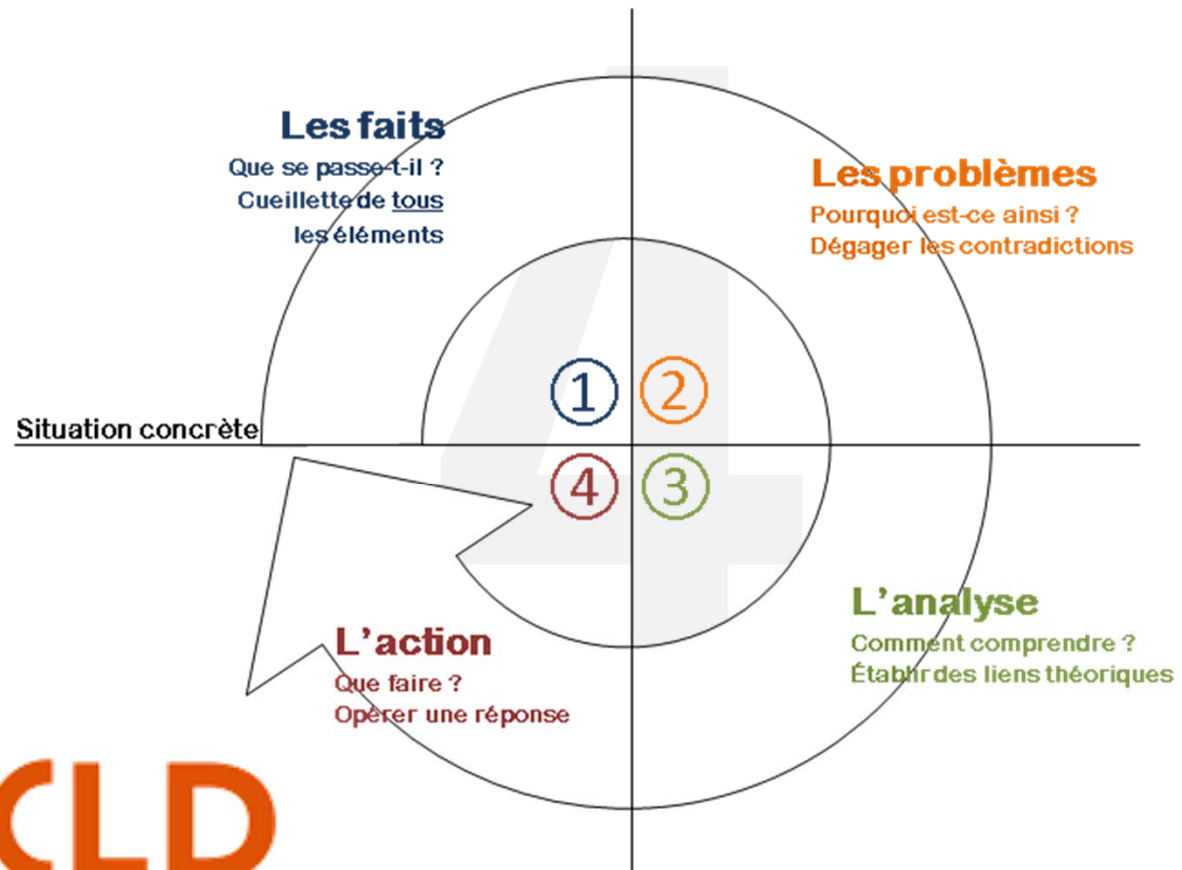 Les faits
Que se passe-t-il ?
Cueillette de tous
les éléments
Les problèmes
Pourquoi est-ce ainsi ?
Dégager les contradictions
1
2
Situation concrète
4
3
4
L'analyse
Comment comprendre ?
Établir des liens théoriques
L'action
Que faire ?
Opérer une réponse
CLD